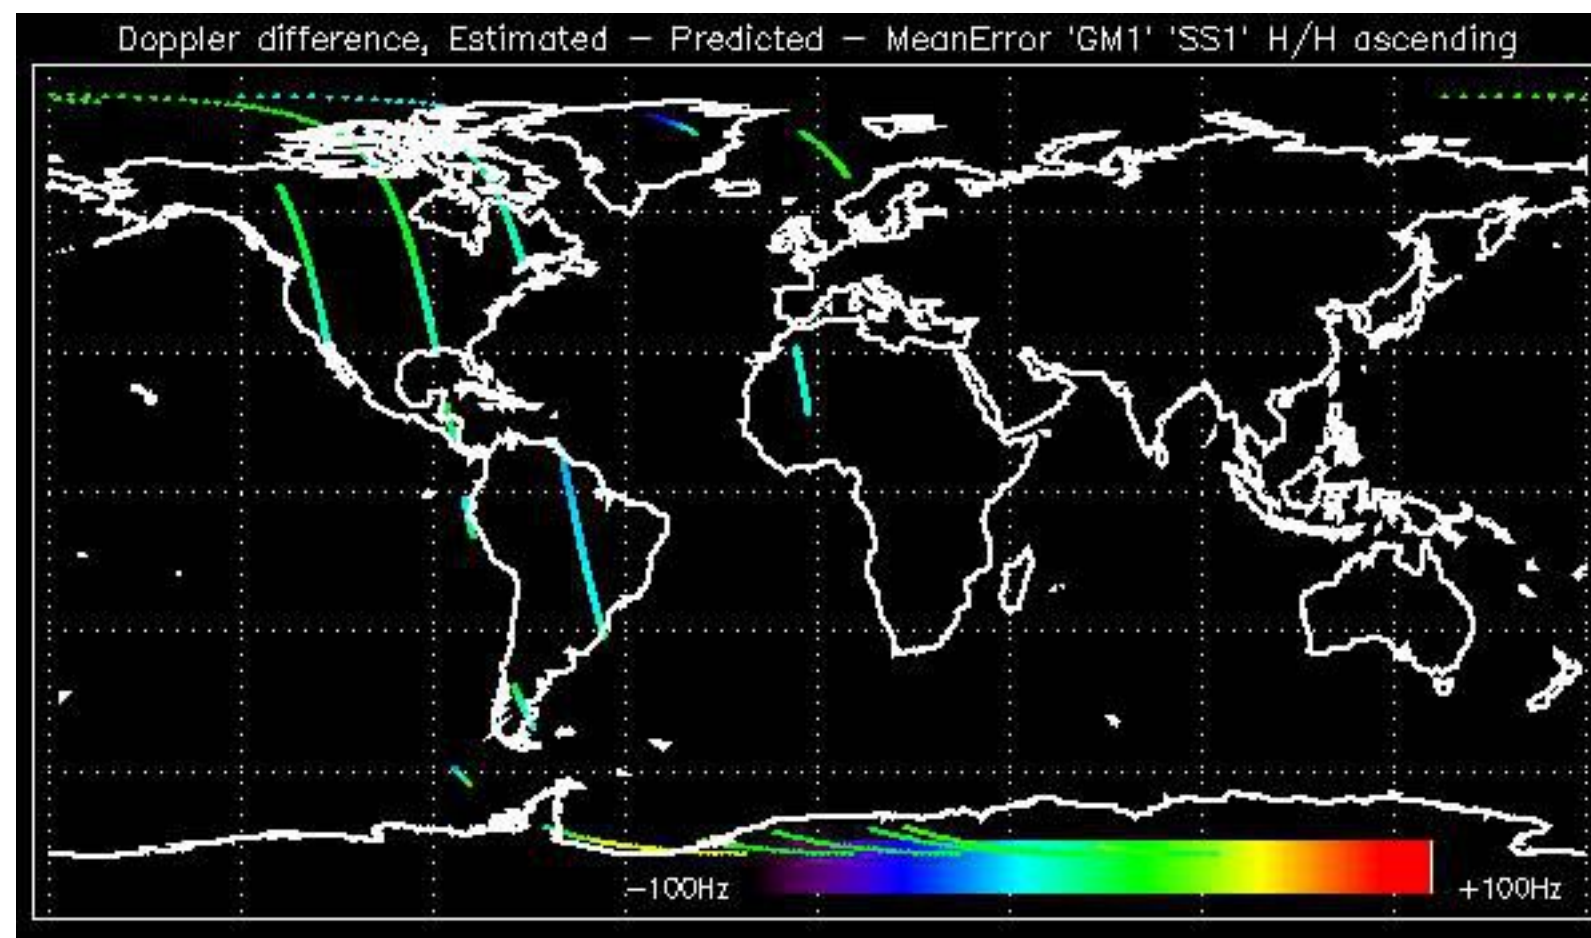 Doppler difference, Estimated – Predicted – MeanError 'GM1' 'SS1' H/H ascending
-100Hz +100Hz